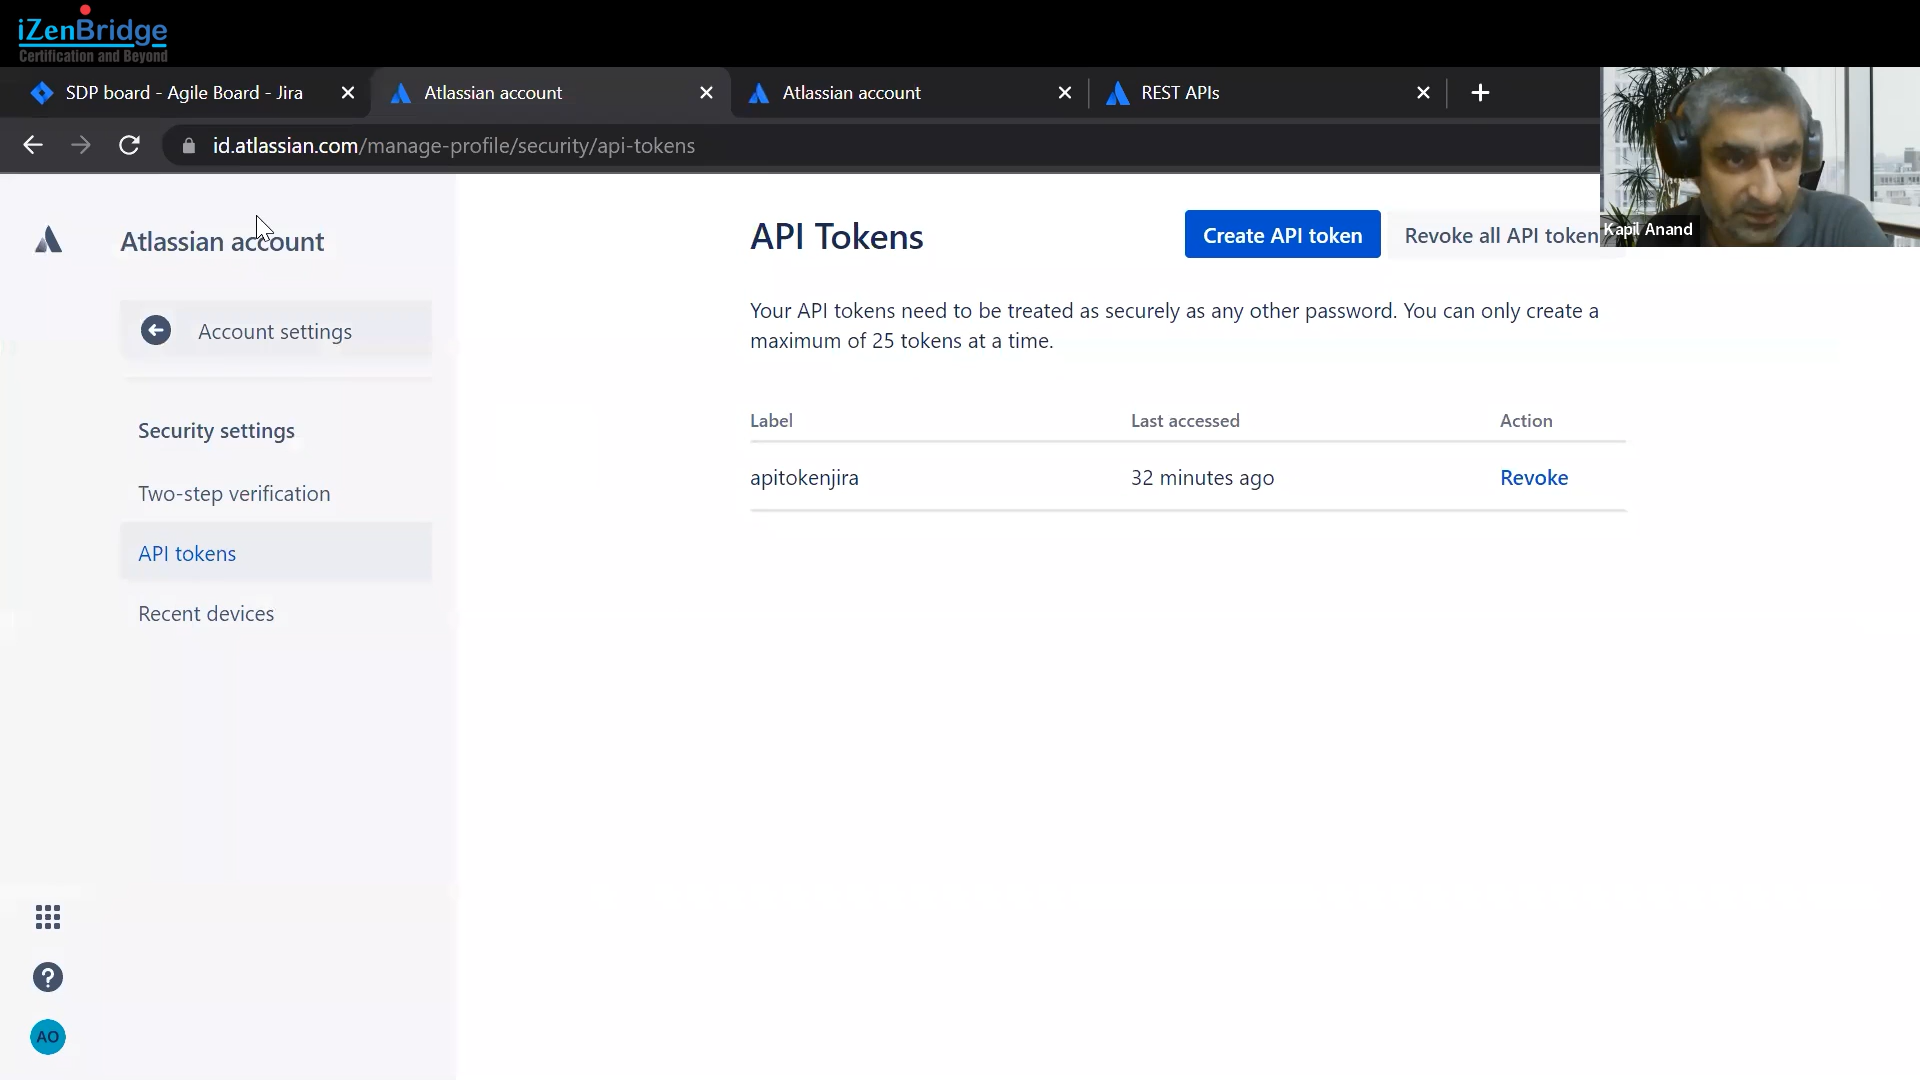 iZenBridge
Certification and Beyond
SDP board - Agile Board - Jira
Atlassian account
Atlassian account
REST APIs
id.atlassian.com/manage-profile/security/api-tokens
Kapil Anand
Atlassian account
Account settings
Security settings
Two-step verification
API tokens
Recent devices
API Tokens
Create API token
Revoke all API token
Your API tokens need to be treated as securely as any other password. You can only create a
maximum of 25 tokens at a time.
Label Last accessed Action
apitokenjira 32 minutes ago Revoke
AO